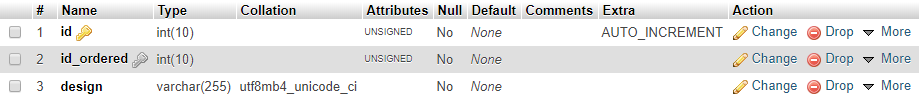 # Name Type Collation Attributes Null Default Comments Extra Action
1 id int(10) UNSIGNED No None AUTO_INCREMENT Change Drop More
2 id_ordered int(10) UNSIGNED No None Change Drop More
3 design varchar(255) utf8mb4_unicode_ci No None Change Drop More